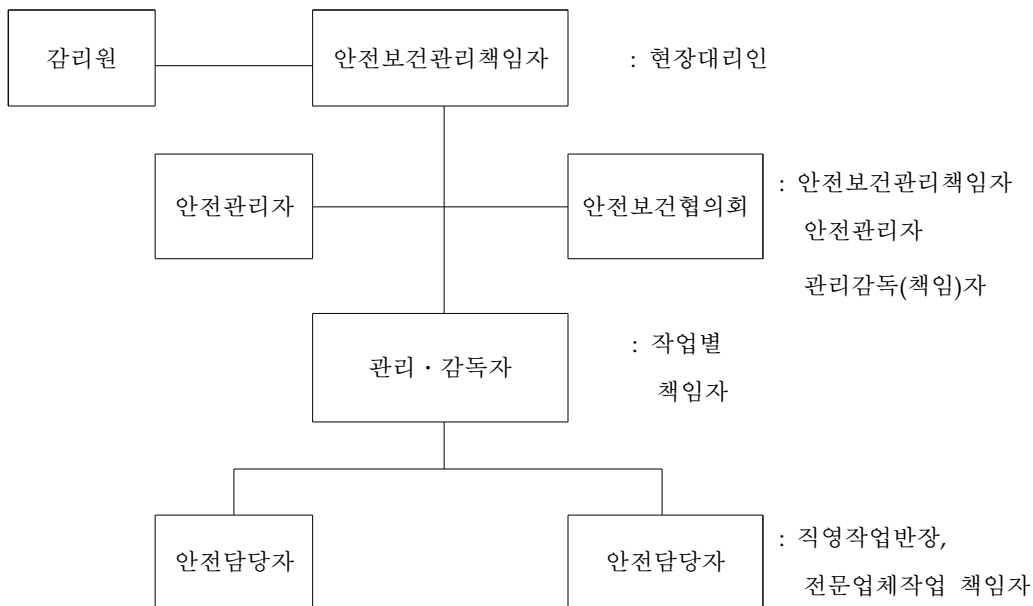 감리원
안전보건관리책임자
: 현장대리인
안전관리자
안전보건협의회
: 안전보건관리책임자
안전관리자
관리감독(책임)자
관리・감독자
: 작업별
책임자
안전담당자
안전담당자
: 직영작업반장,
전문업체작업 책임자